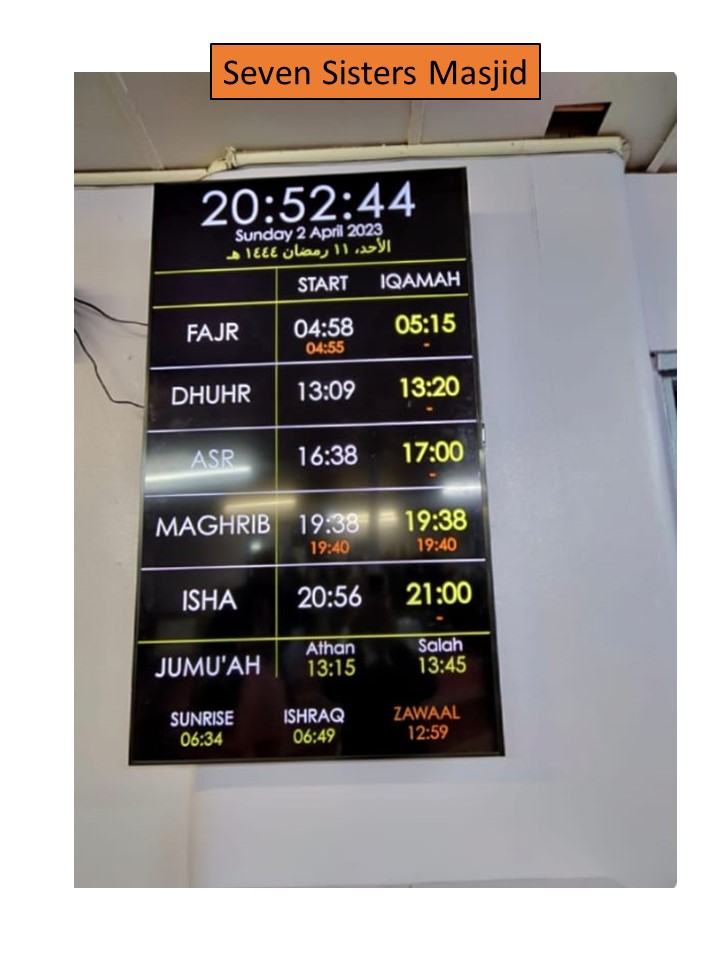 Seven Sisters Masjid
20:52:44
Sunday 2 April 2023
الأحد، ١١ رمضان ١٤٤٤ هـ
START IQAMAH
FAJR 04:58 05:15
04:55 -
DHUHR 13:09 13:20
-
ASR 16:38 17:00
-
MAGHRIB 19:38 19:38
19:40 19:40
ISHA 20:56 21:00
-
Athan Salah
JUMU'AH 13:15 13:45
SUNRISE ISHRAQ ZAWAAL
06:34 06:49 12:59